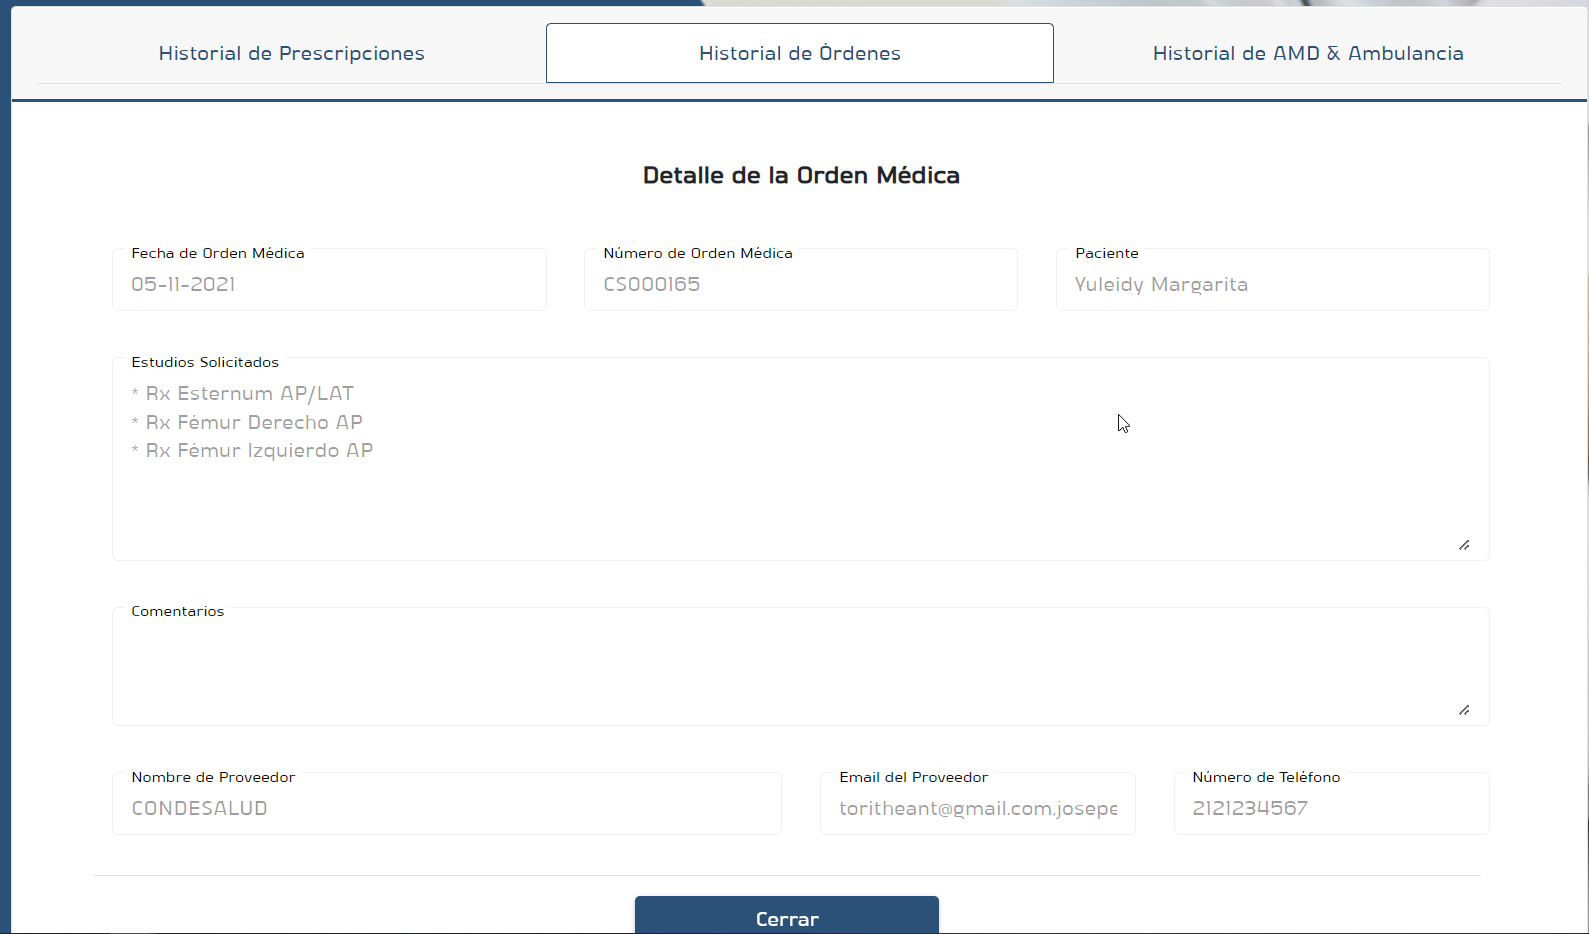 Historial de Prescripciones
Historial de Órdenes
Historial de AMD & Ambulancia
Detalle de la Orden Médica
Fecha de Orden Médica
05-11-2021
Número de Orden Médica
CS000165
Paciente
Yuleidy Margarita
Estudios Solicitados
* Rx Esternum AP/LAT
* Rx Fémur Derecho AP
* Rx Fémur Izquierdo AP
Comentarios
Nombre de Proveedor
CONDESALUD
Email del Proveedor
toritheant@gmail.com,josepe
Número de Teléfono
2121234567
Cerrar